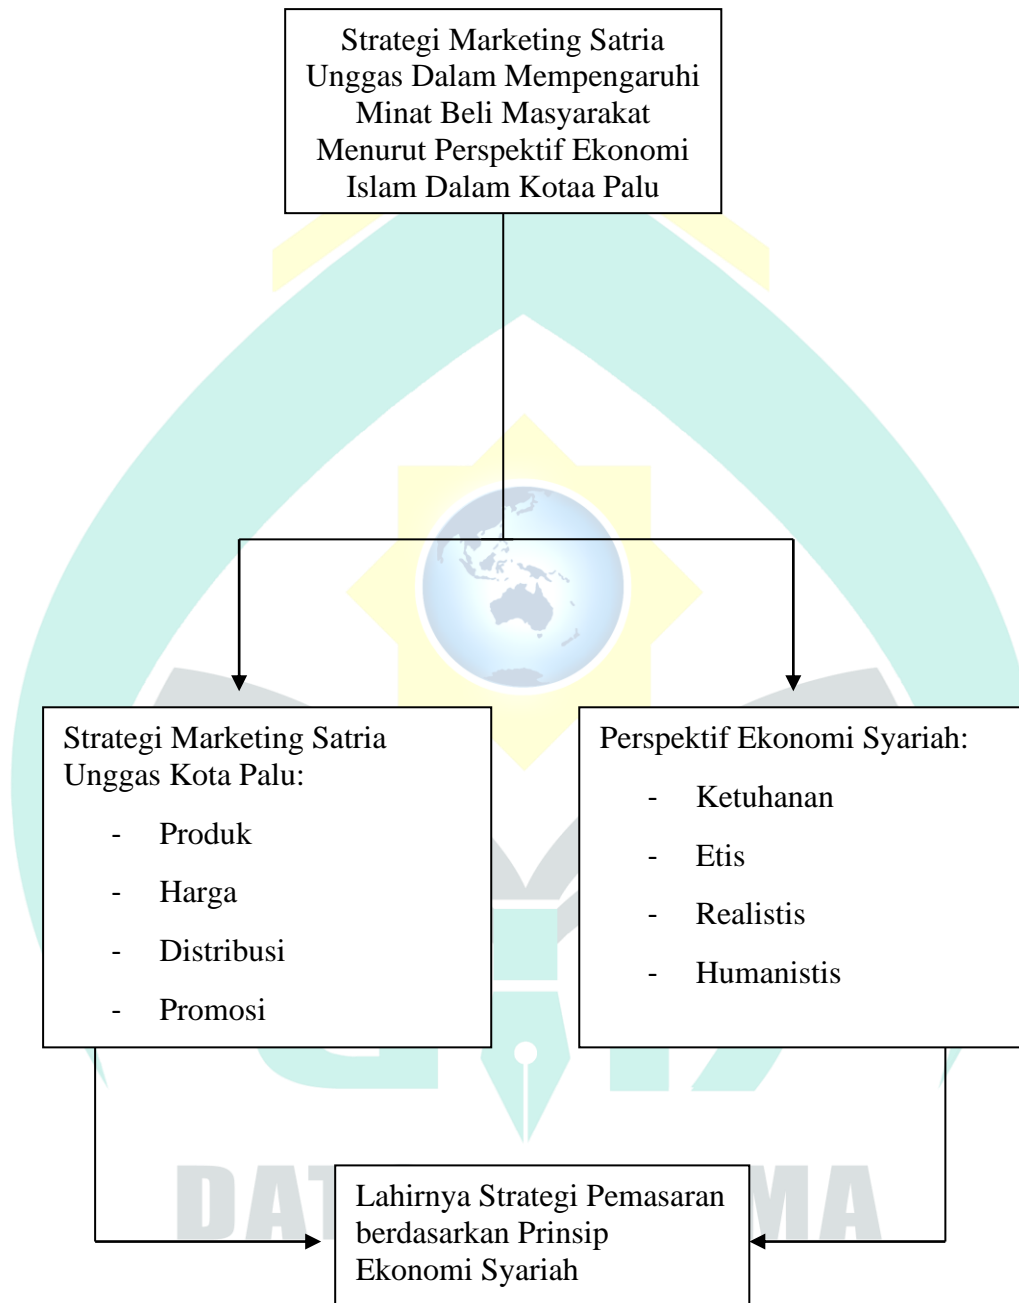 Strategi Marketing Satria
Unggas Dalam Mempengaruhi
Minat Beli Masyarakat
Menurut Perspektif Ekonomi
Islam Dalam Kotaa Palu
Strategi Marketing Satria
Unggas Kota Palu:
- Produk
- Harga
- Distribusi
- Promosi
Perspektif Ekonomi Syariah:
- Ketuhanan
- Etis
- Realistis
- Humanistis
Lahirnya Strategi Pemasaran
berdasarkan Prinsip
Ekonomi Syariah